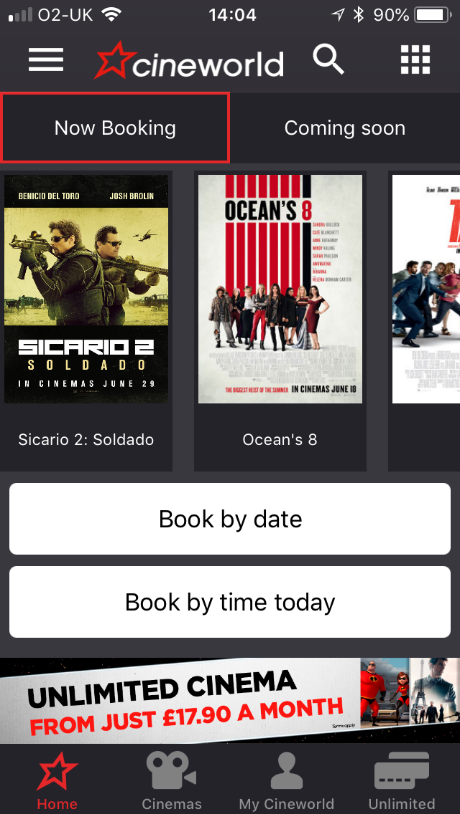 O2-UK 14:04 90%
cineworld
Now Booking Coming soon
BENICIO DEL TORO JOSH BROLIN
SICARIO 2
SOLDADO
IN CINEMAS JUNE 29
OCEAN'S 8
SANDRA BULLOCK
CATE BLANCHETT
ANNE HATHAWAY
MINDY KALING
SARAH PAULSON
AWKWAFINA
RIHANNA
HELENA BONHAM CARTER
THE BIGGEST HEIST OF THE SUMMER IN CINEMAS JUNE 18
Sicario 2: Soldado
Ocean's 8
Book by date
Book by time today
UNLIMITED CINEMA
FROM JUST £17.90 A MONTH
Home Cinemas My Cineworld Unlimited